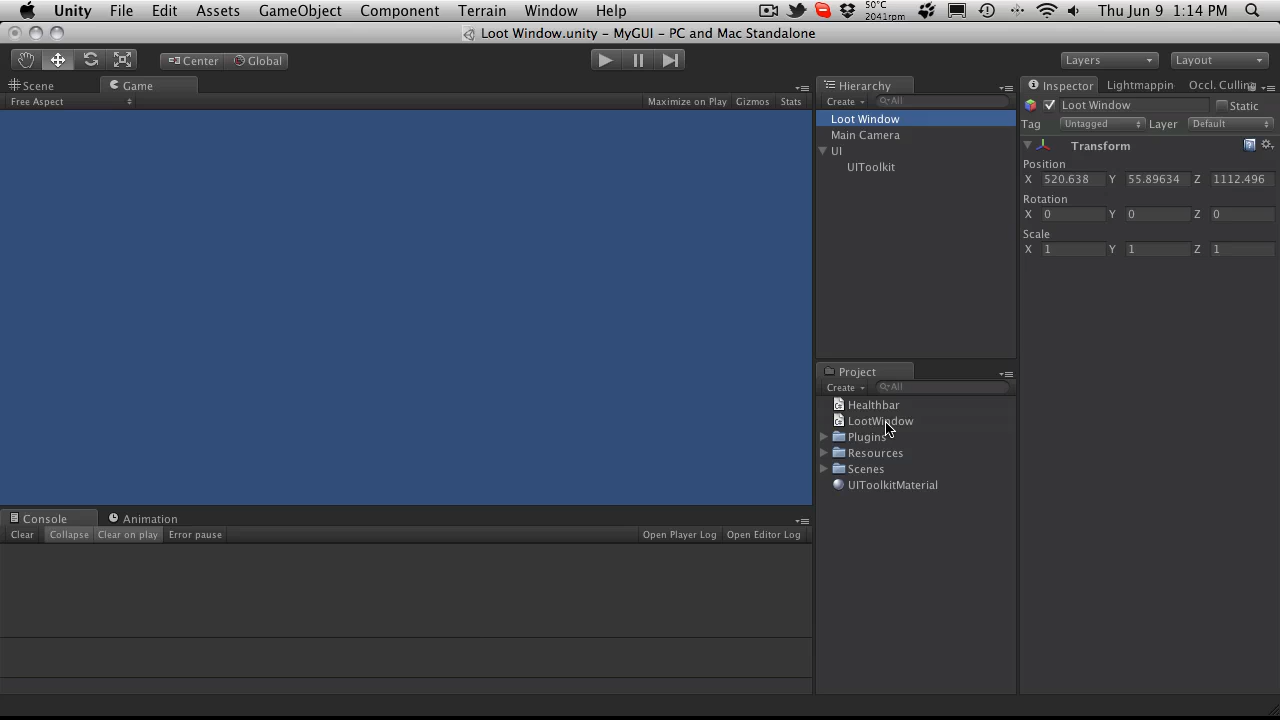 Unity File Edit Assets GameObject Component Terrain Window Help 50°C 2041rpm Thu Jun 9 1:14 PM
Loot Window.unity – MyGUI – PC and Mac Standalone
Center Global Layers Layout
Scene Game Hierarchy Inspector Lightmappin Occl. Cullin
Free Aspect Maximize on Play Gizmos Stats Create All Loot Window Static
Loot Window Tag Untagged Layer Default
Main Camera
UI Transform
UIToolkit Position
X 520.638 Y 55.89634 Z 1112.496
Rotation
X 0 Y 0 Z 0
Scale
X 1 Y 1 Z 1
Project
Create All
Healthbar
LootWindow
Plugins
Resources
Scenes
UIToolkitMaterial
Console Animation
Clear Collapse Clear on play Error pause Open Player Log Open Editor Log